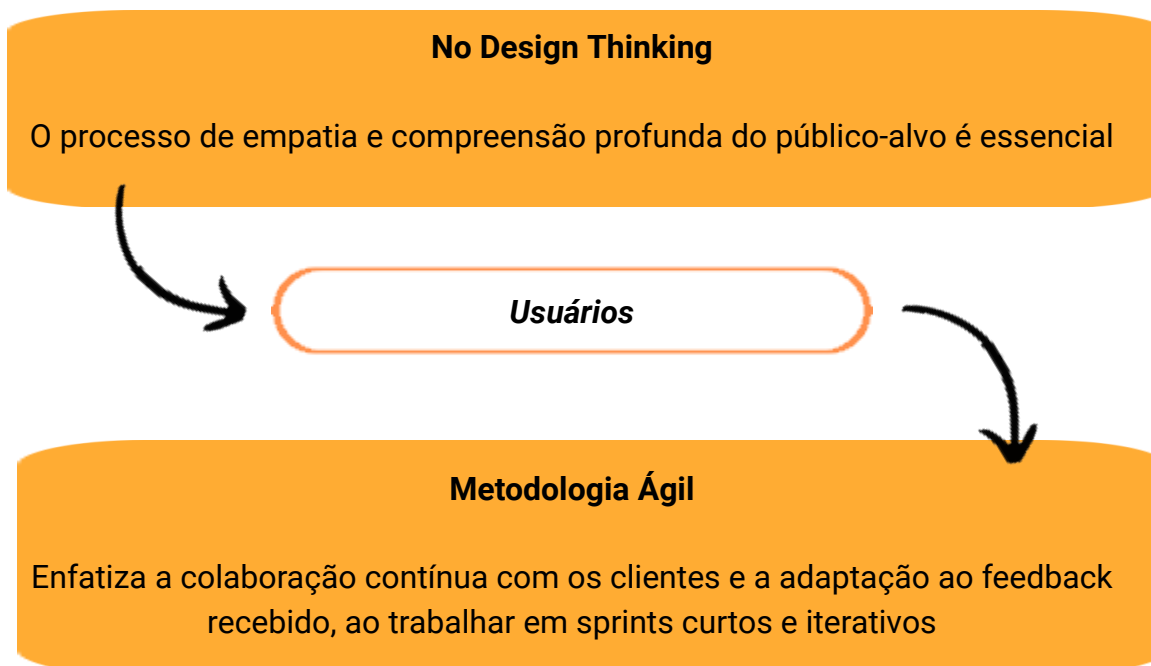 No Design Thinking
O processo de empatia e compreensão profunda do público-alvo é essencial
Usuários
Metodologia Ágil
Enfatiza a colaboração contínua com os clientes e a adaptação ao feedback
recebido, ao trabalhar em sprints curtos e iterativos